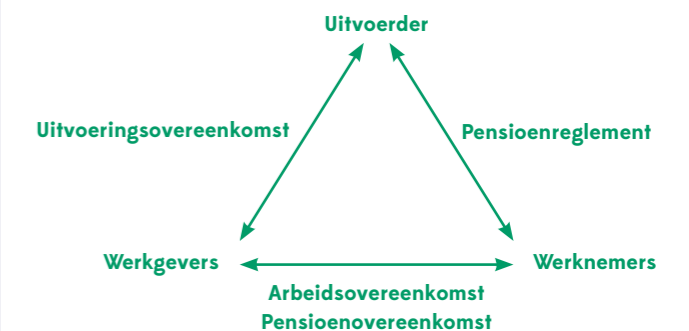 Uitvoerder
Uitvoeringsovereenkomst
Pensioenreglement
Werkgevers
Werknemers
Arbeidsovereenkomst
Pensioenovereenkomst